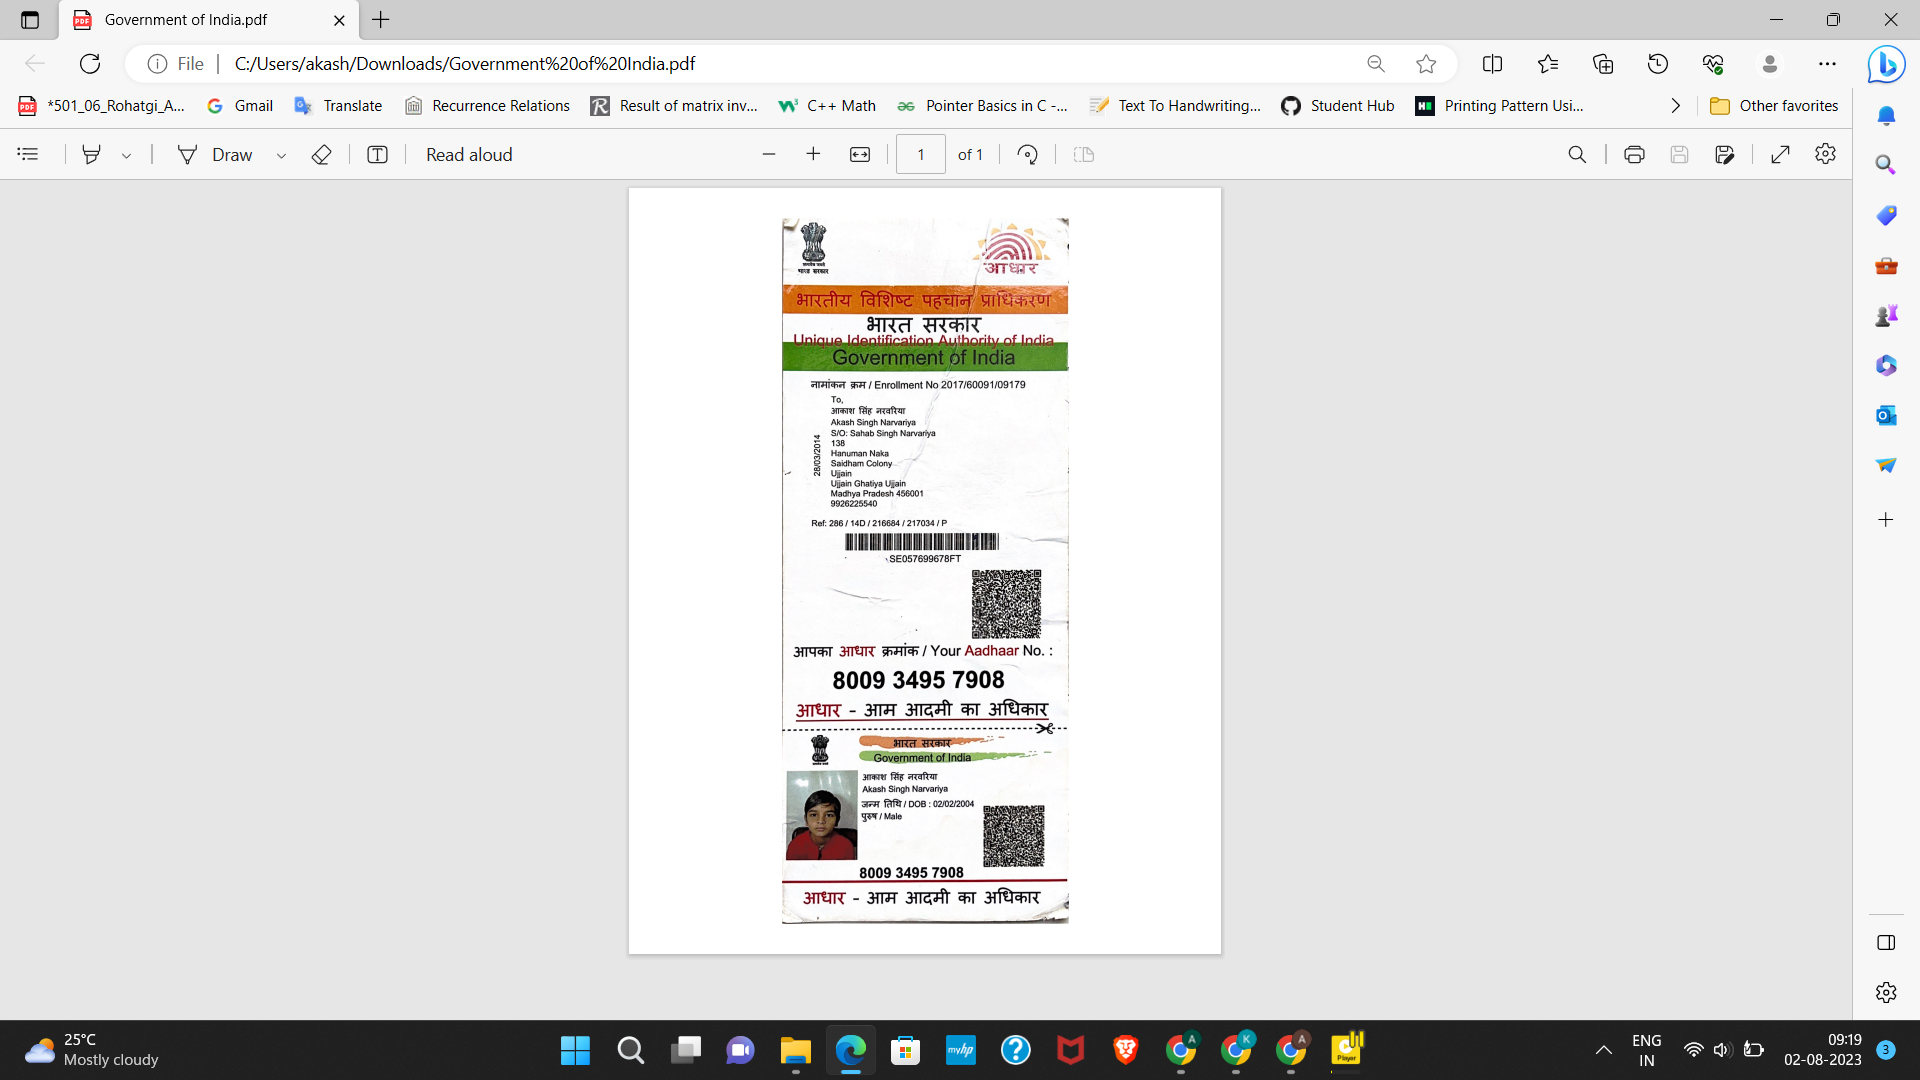 Government of India.pdf
File
C:/Users/akash/Downloads/Government%20of%20India.pdf
*501_06_Rohatgi_A...
Gmail
Translate
Recurrence Relations
Result of matrix inv...
C++ Math
Pointer Basics in C -...
Text To Handwriting...
Student Hub
Printing Pattern Usi...
Other favorites
Draw
Read aloud
1
of 1
भारत सरकार
आधार
भारतीय विशिष्ट पहचान प्राधिकरण
भारत सरकार
Unique Identification Authority of India
Government of India
नामांकन क्रम / Enrollment No 2017/60091/09179
To,
आकाश सिंह नरवरिया
Akash Singh Narvariya
S/O: Sahab Singh Narvariya
138
Hanuman Naka
Saidham Colony
Ujjain
Ujjain Ghatiya Ujjain
Madhya Pradesh 456001
9926225540
28/03/2014
Ref: 286 / 14D / 216684 / 217034 / P
SE057699678FT
आपका आधार क्रमांक / Your Aadhaar No. :
8009 3495 7908
आधार - आम आदमी का अधिकार
भारत सरकार
Government of India
आकाश सिंह नरवरिया
Akash Singh Narvariya
जन्म तिथि / DOB : 02/02/2004
पुरुष / Male
8009 3495 7908
आधार - आम आदमी का अधिकार
25°C
Mostly cloudy
myhp
Player
ENG
IN
09:19
02-08-2023
3